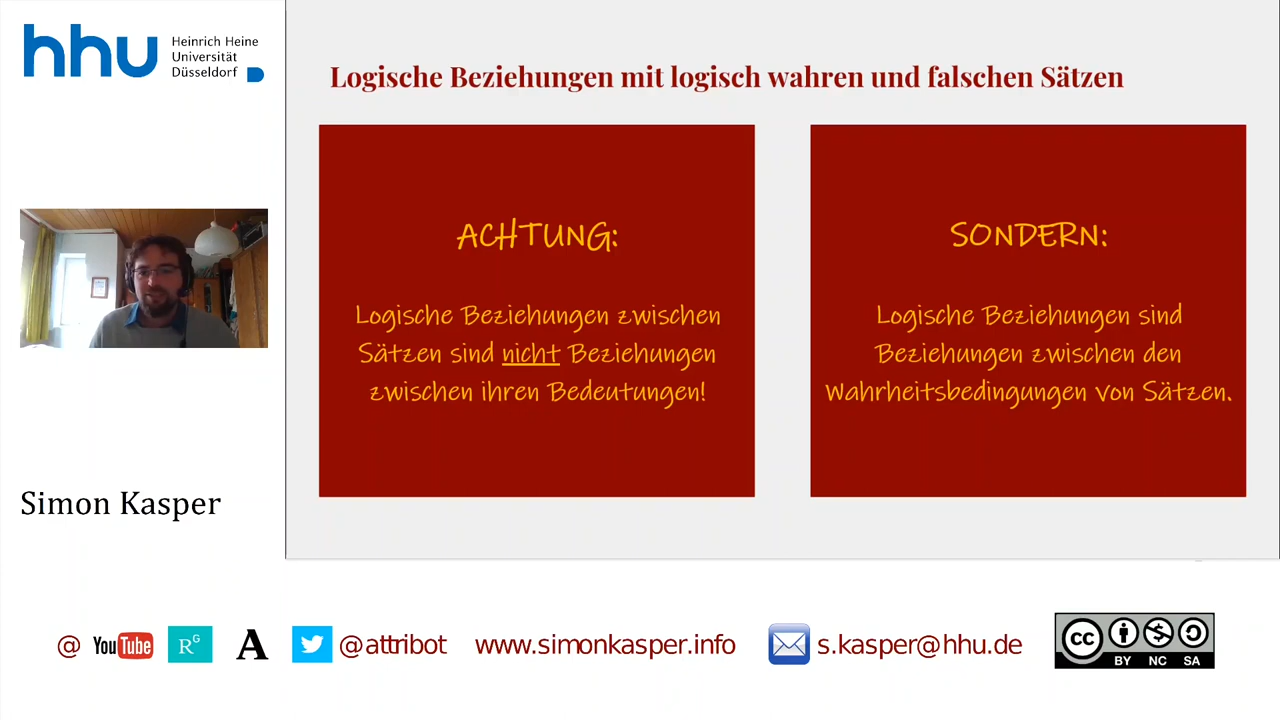 hhu
Heinrich Heine
Universität
Düsseldorf
Logische Beziehungen mit logisch wahren und falschen Sätzen
ACHTUNG:
Logische Beziehungen zwischen
Sätzen sind nicht Beziehungen
zwischen ihren Bedeutungen!
SONDERN:
Logische Beziehungen sind
Beziehungen zwischen den
Wahrheitsbedingungen von Sätzen.
Simon Kasper
@ YouTube RG A @attribot www.simonkasper.info s.kasper@hhu.de
cc
BY NC SA